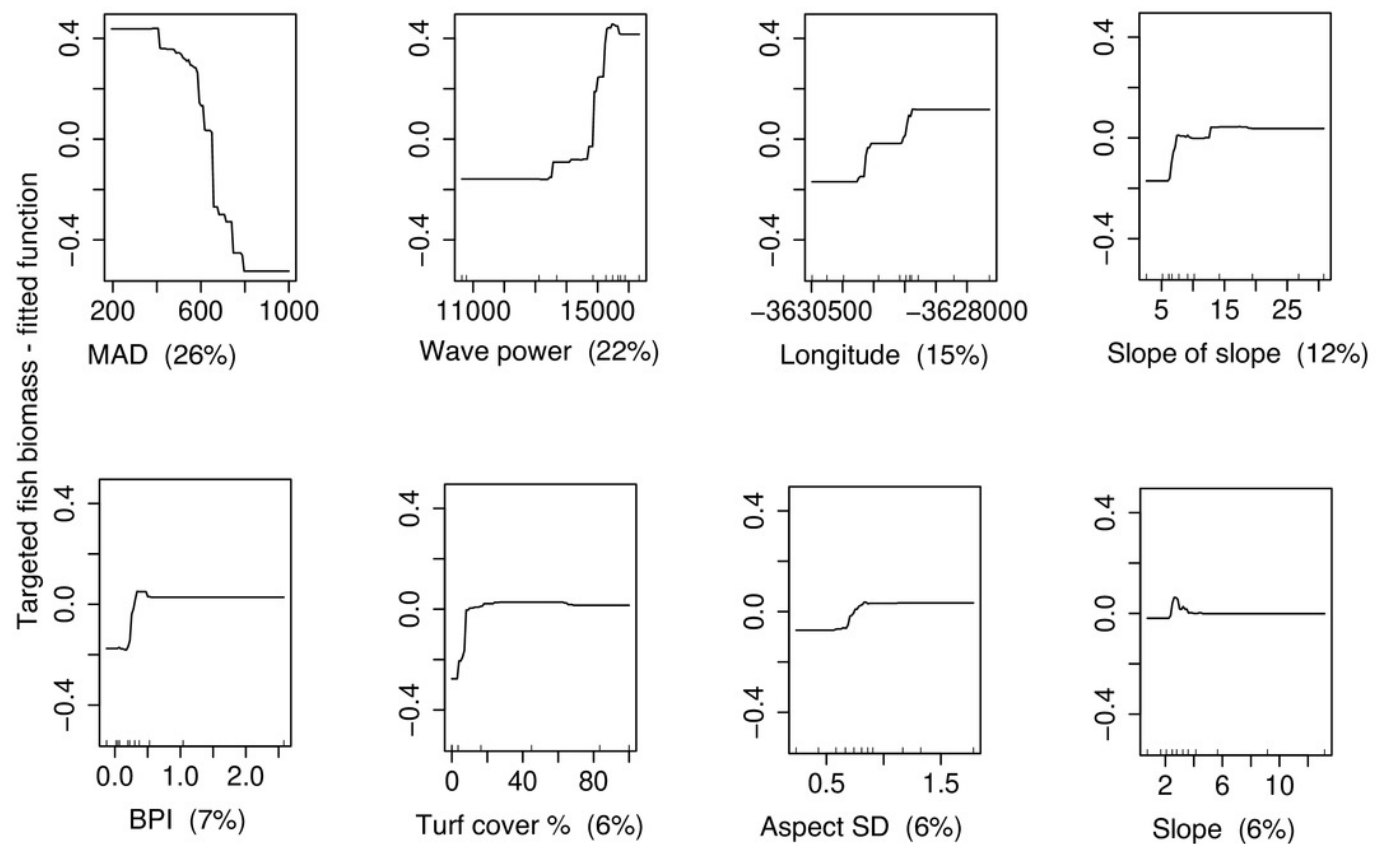 Targeted fish biomass - fitted function
0.4
0.0
−0.4
200 600 1000
MAD (26%)
0.4
0.0
−0.4
11000 15000
Wave power (22%)
0.4
0.0
−0.4
−3630500 −3628000
Longitude (15%)
0.4
0.0
−0.4
5 15 25
Slope of slope (12%)
0.4
0.0
−0.4
0.0 1.0 2.0
BPI (7%)
0.4
0.0
−0.4
0 40 80
Turf cover % (6%)
0.4
0.0
−0.4
0.5 1.5
Aspect SD (6%)
0.4
0.0
−0.4
2 6 10
Slope (6%)